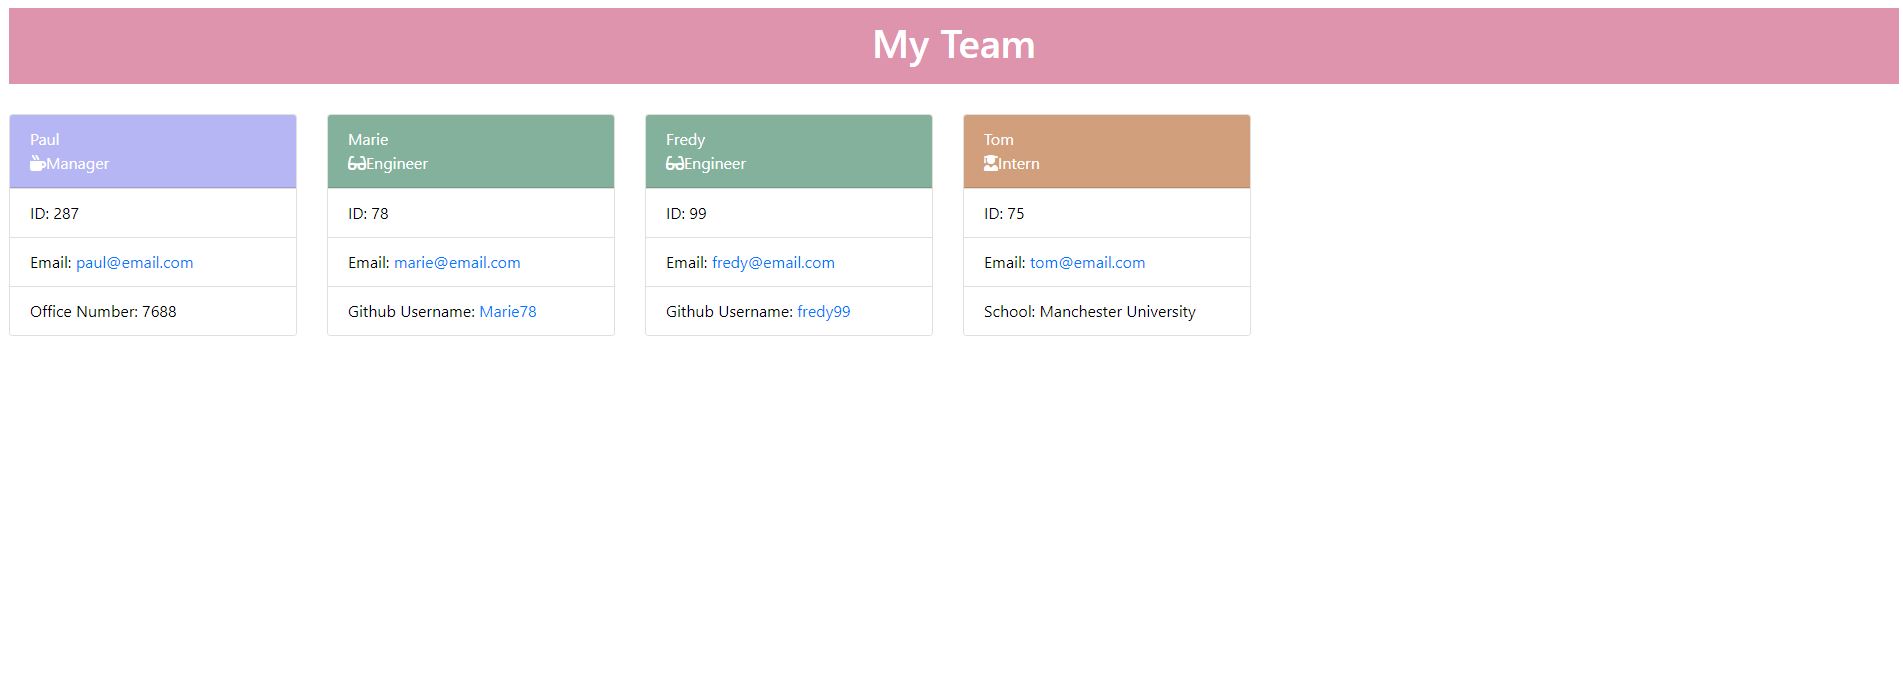 My Team
Paul
Manager
ID: 287
Email: paul@email.com
Office Number: 7688
Marie
Engineer
ID: 78
Email: marie@email.com
Github Username: Marie78
Fredy
Engineer
ID: 99
Email: fredy@email.com
Github Username: fredy99
Tom
Intern
ID: 75
Email: tom@email.com
School: Manchester University